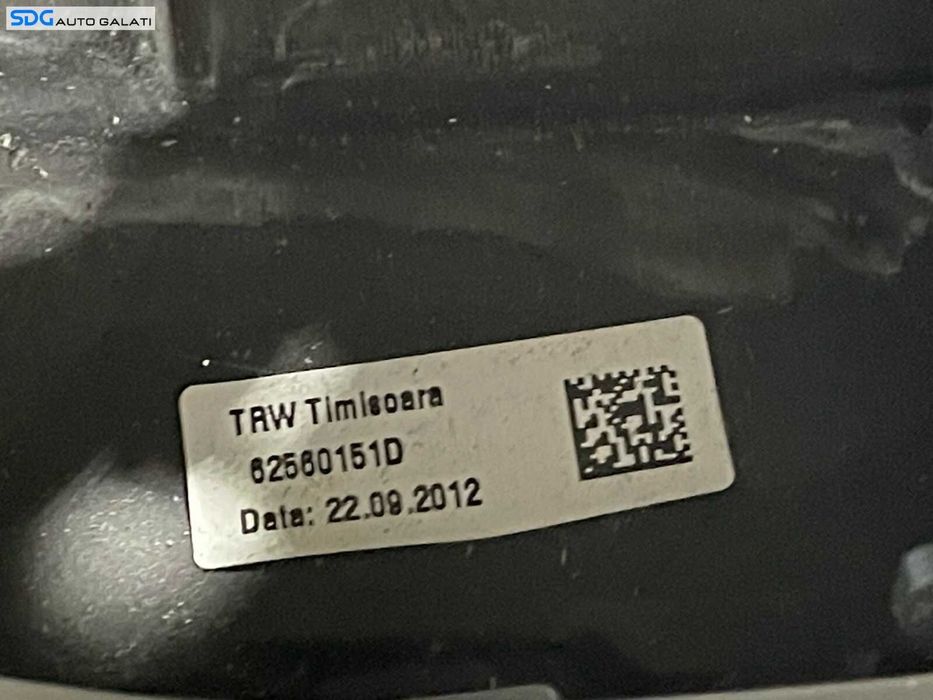 SDG AUTO GALATI
TRW Timisoara
62560151D
Data: 22.09.2012